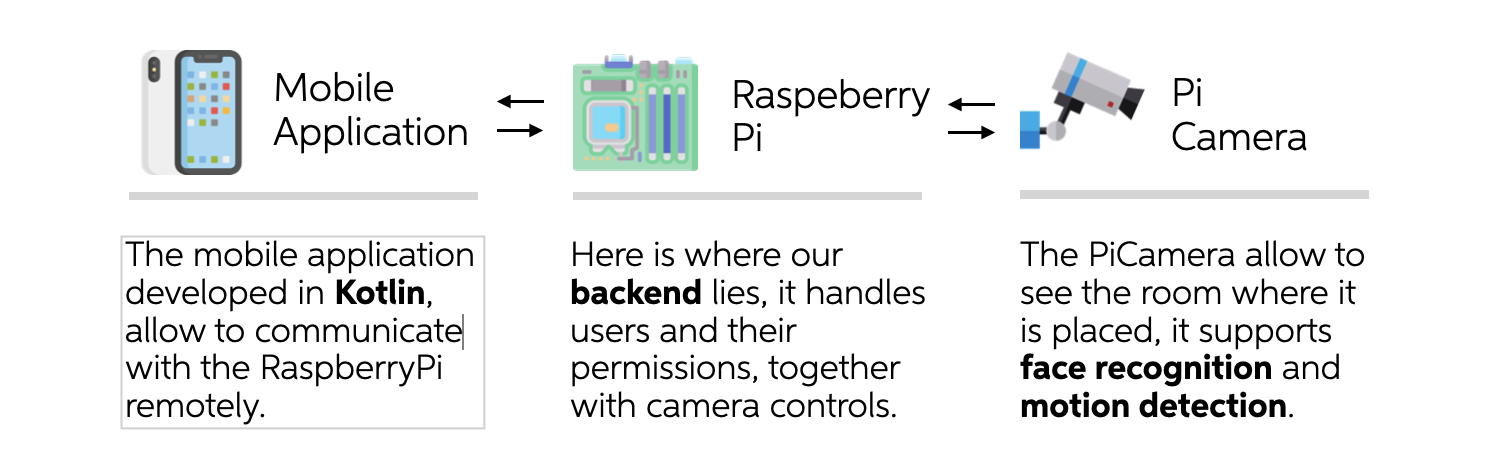 Mobile
Application
Raspeberry
Pi
Pi
Camera
The mobile application
developed in Kotlin,
allow to communicate
with the RaspberryPi
remotely.
Here is where our
backend lies, it handles
users and their
permissions, together
with camera controls.
The PiCamera allow to
see the room where it
is placed, it supports
face recognition and
motion detection.